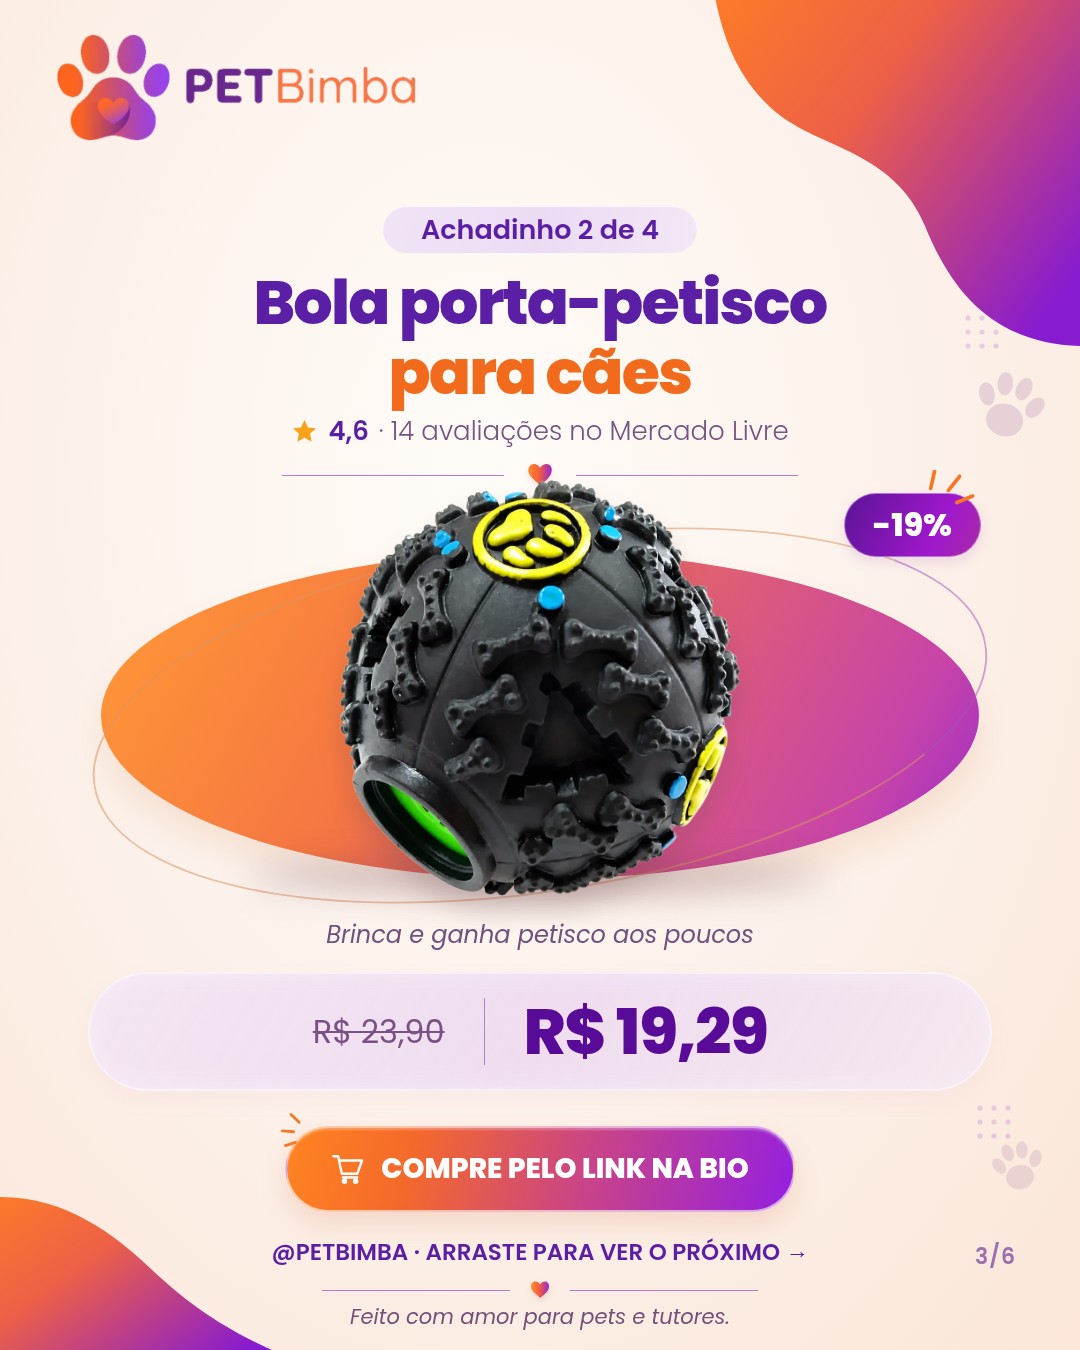 PETBimba
Achadinho 2 de 4
Bola porta-petisco
para cães
4,6 · 14 avaliações no Mercado Livre
-19%
Brinca e ganha petisco aos poucos
R$ 23,90
R$ 19,29
COMPRE PELO LINK NA BIO
@PETBIMBA · ARRASTE PARA VER O PRÓXIMO →
3/6
Feito com amor para pets e tutores.